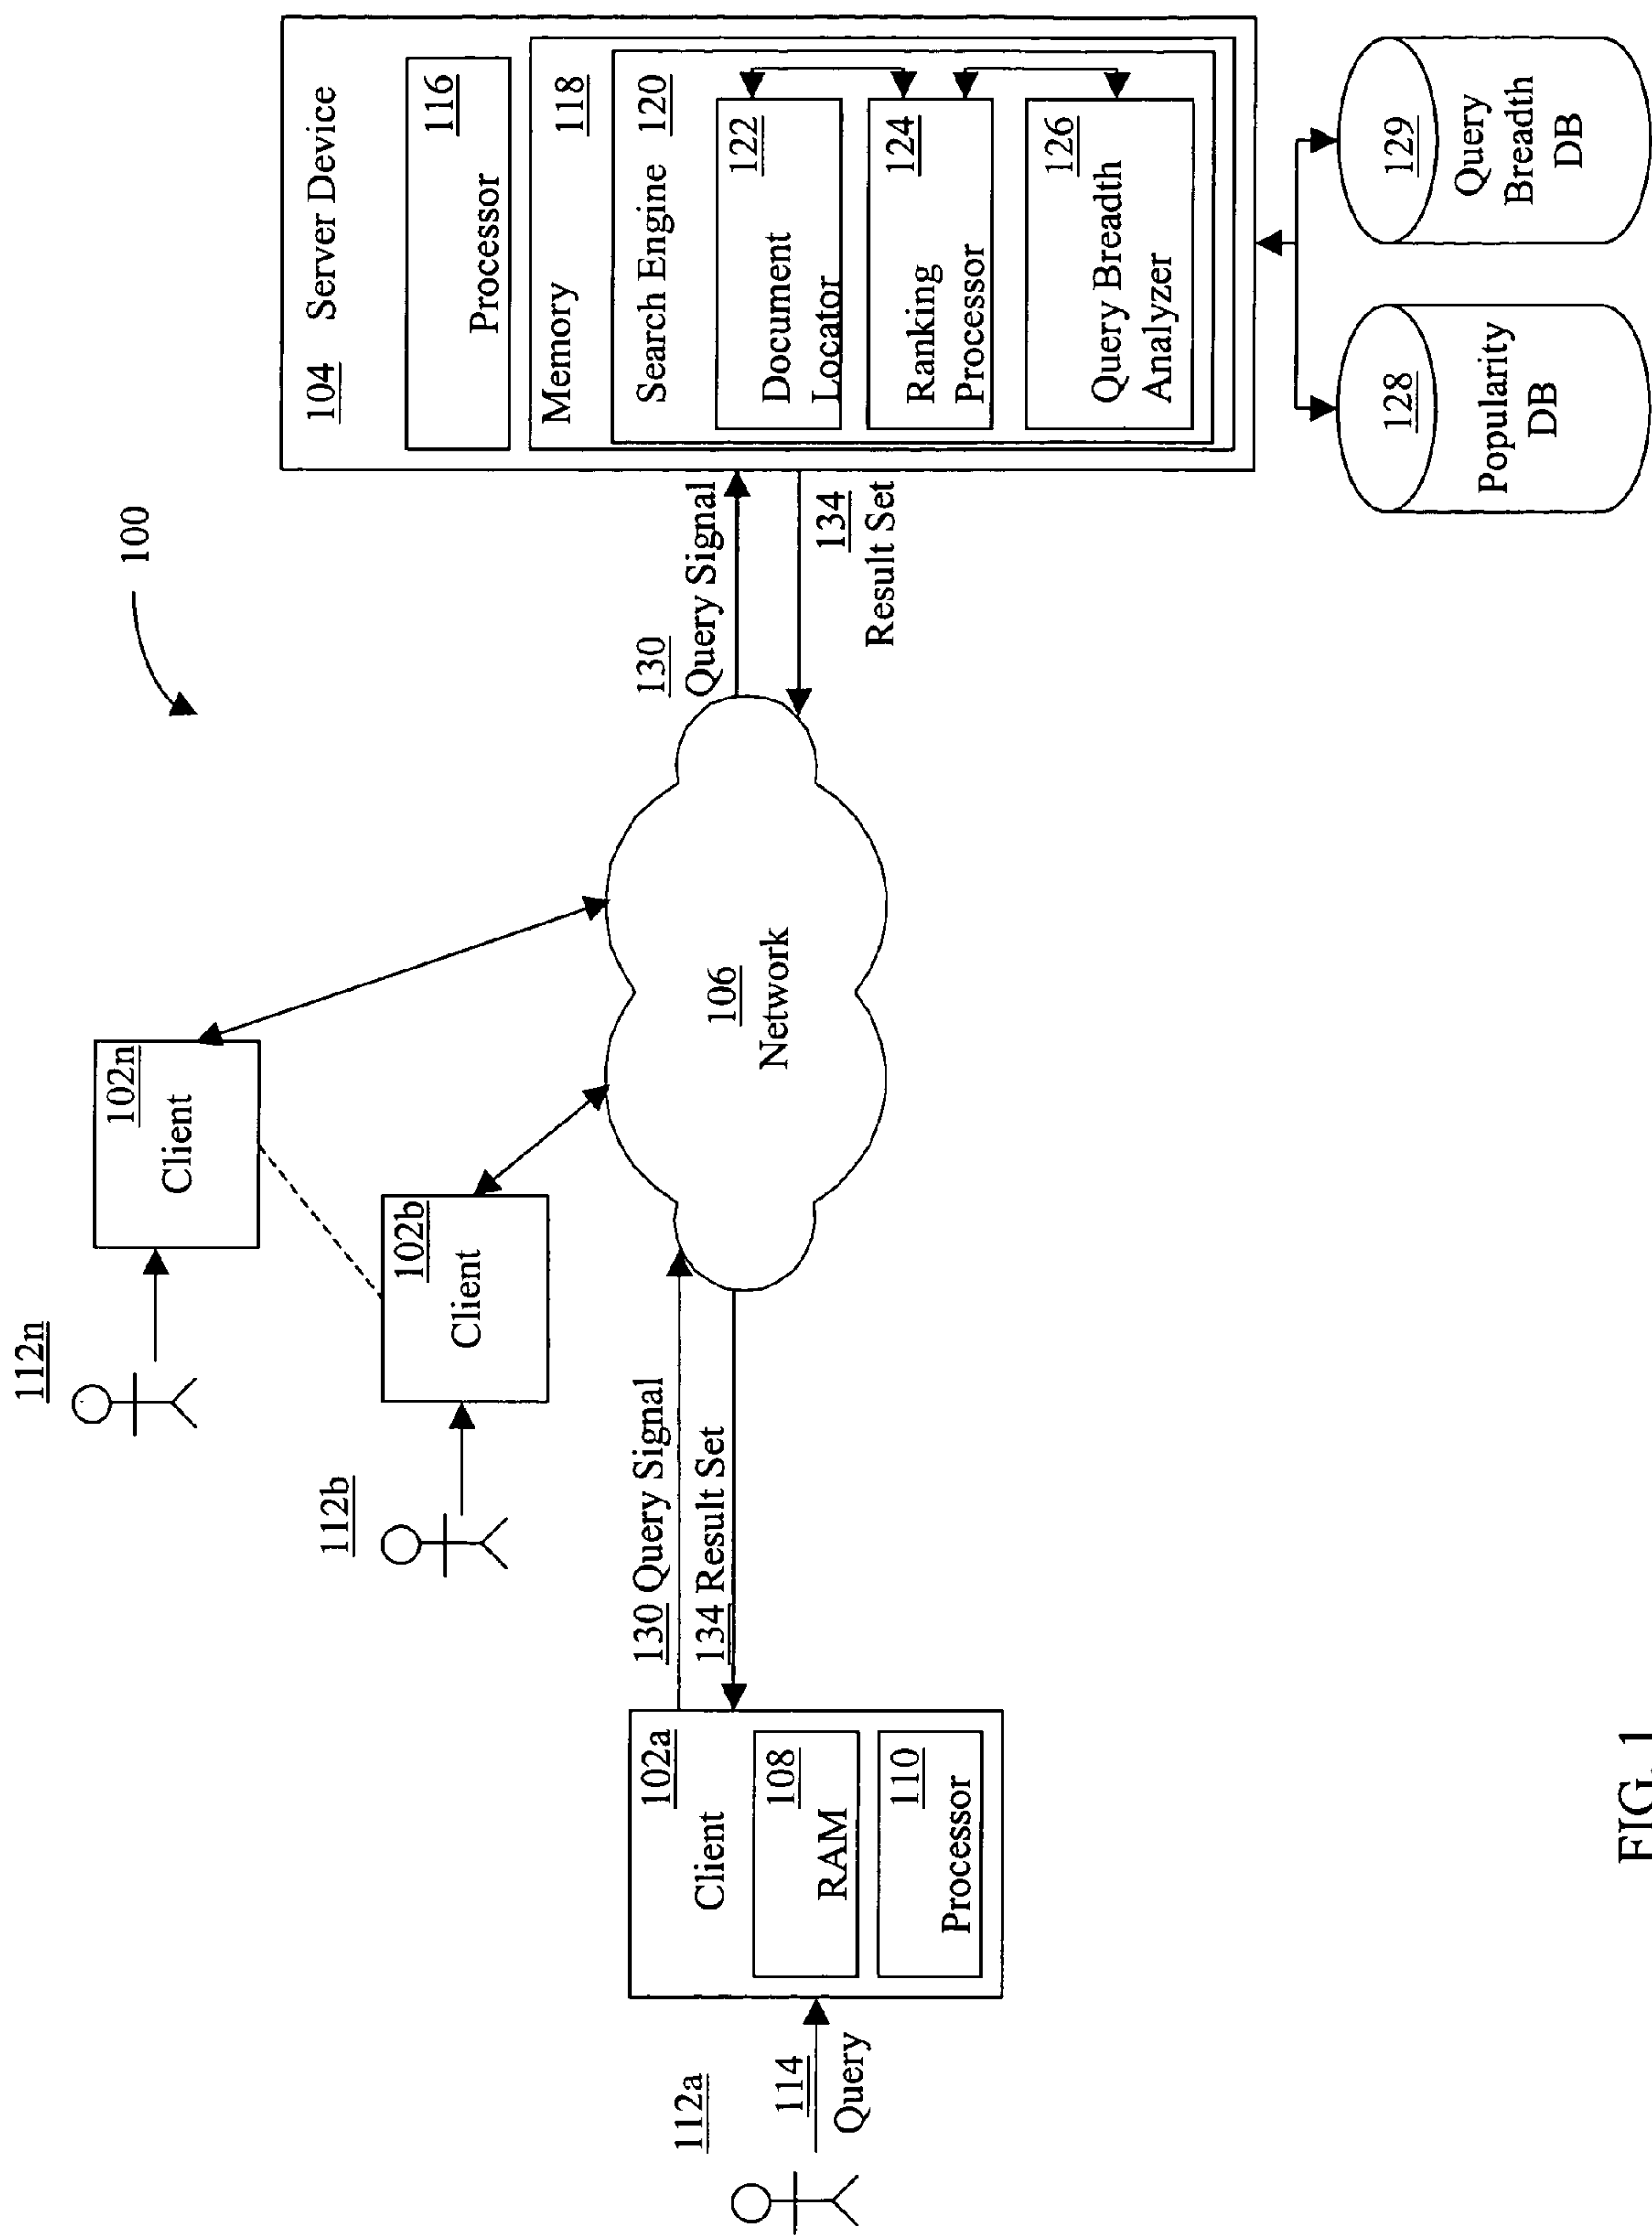 100
112n
102n
Client
112b
102b
Client
112a
114
Query
102a
Client
108
RAM
110
Processor
130 Query Signal
134 Result Set
106
Network
130
Query Signal
134
Result Set
104 Server Device
116
Processor
Memory 118
Search Engine 120
122
Document
Locator
124
Ranking
Processor
126
Query Breadth
Analyzer
128
Popularity
DB
129
Query
Breadth
DB
FIG. 1